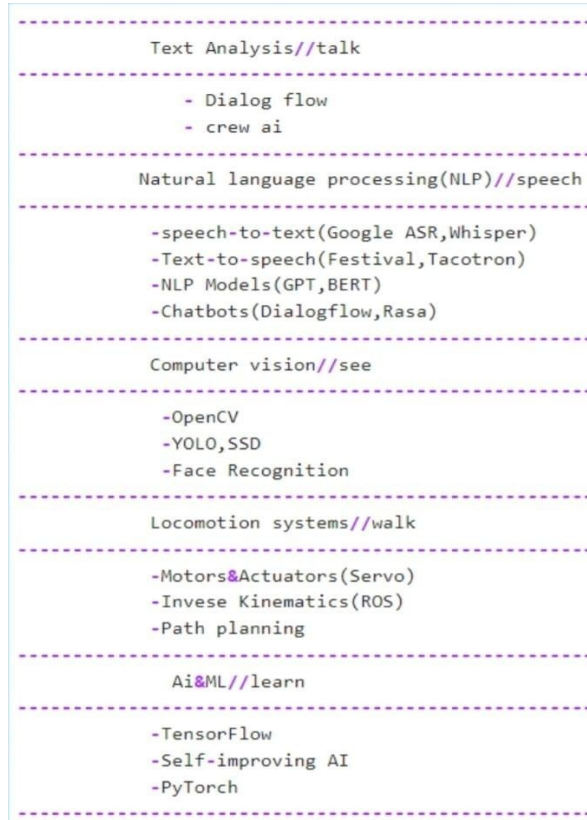 --------------------------------------------------
Text Analysis//talk
--------------------------------------------------
- Dialog flow
- crew ai
--------------------------------------------------
Natural language processing(NLP)//speech
--------------------------------------------------
-speech-to-text(Google ASR,Whisper)
-Text-to-speech(Festival,Tacotron)
-NLP Models(GPT,BERT)
-Chatbots(Dialogflow,Rasa)
--------------------------------------------------
Computer vision//see
--------------------------------------------------
-OpenCV
-YOLO,SSD
-Face Recognition
--------------------------------------------------
Locomotion systems//walk
--------------------------------------------------
-Motors&Actuators(Servo)
-Invese Kinematics(ROS)
-Path planning
--------------------------------------------------
Ai&ML//learn
--------------------------------------------------
-TensorFlow
-Self-improving AI
-PyTorch
--------------------------------------------------